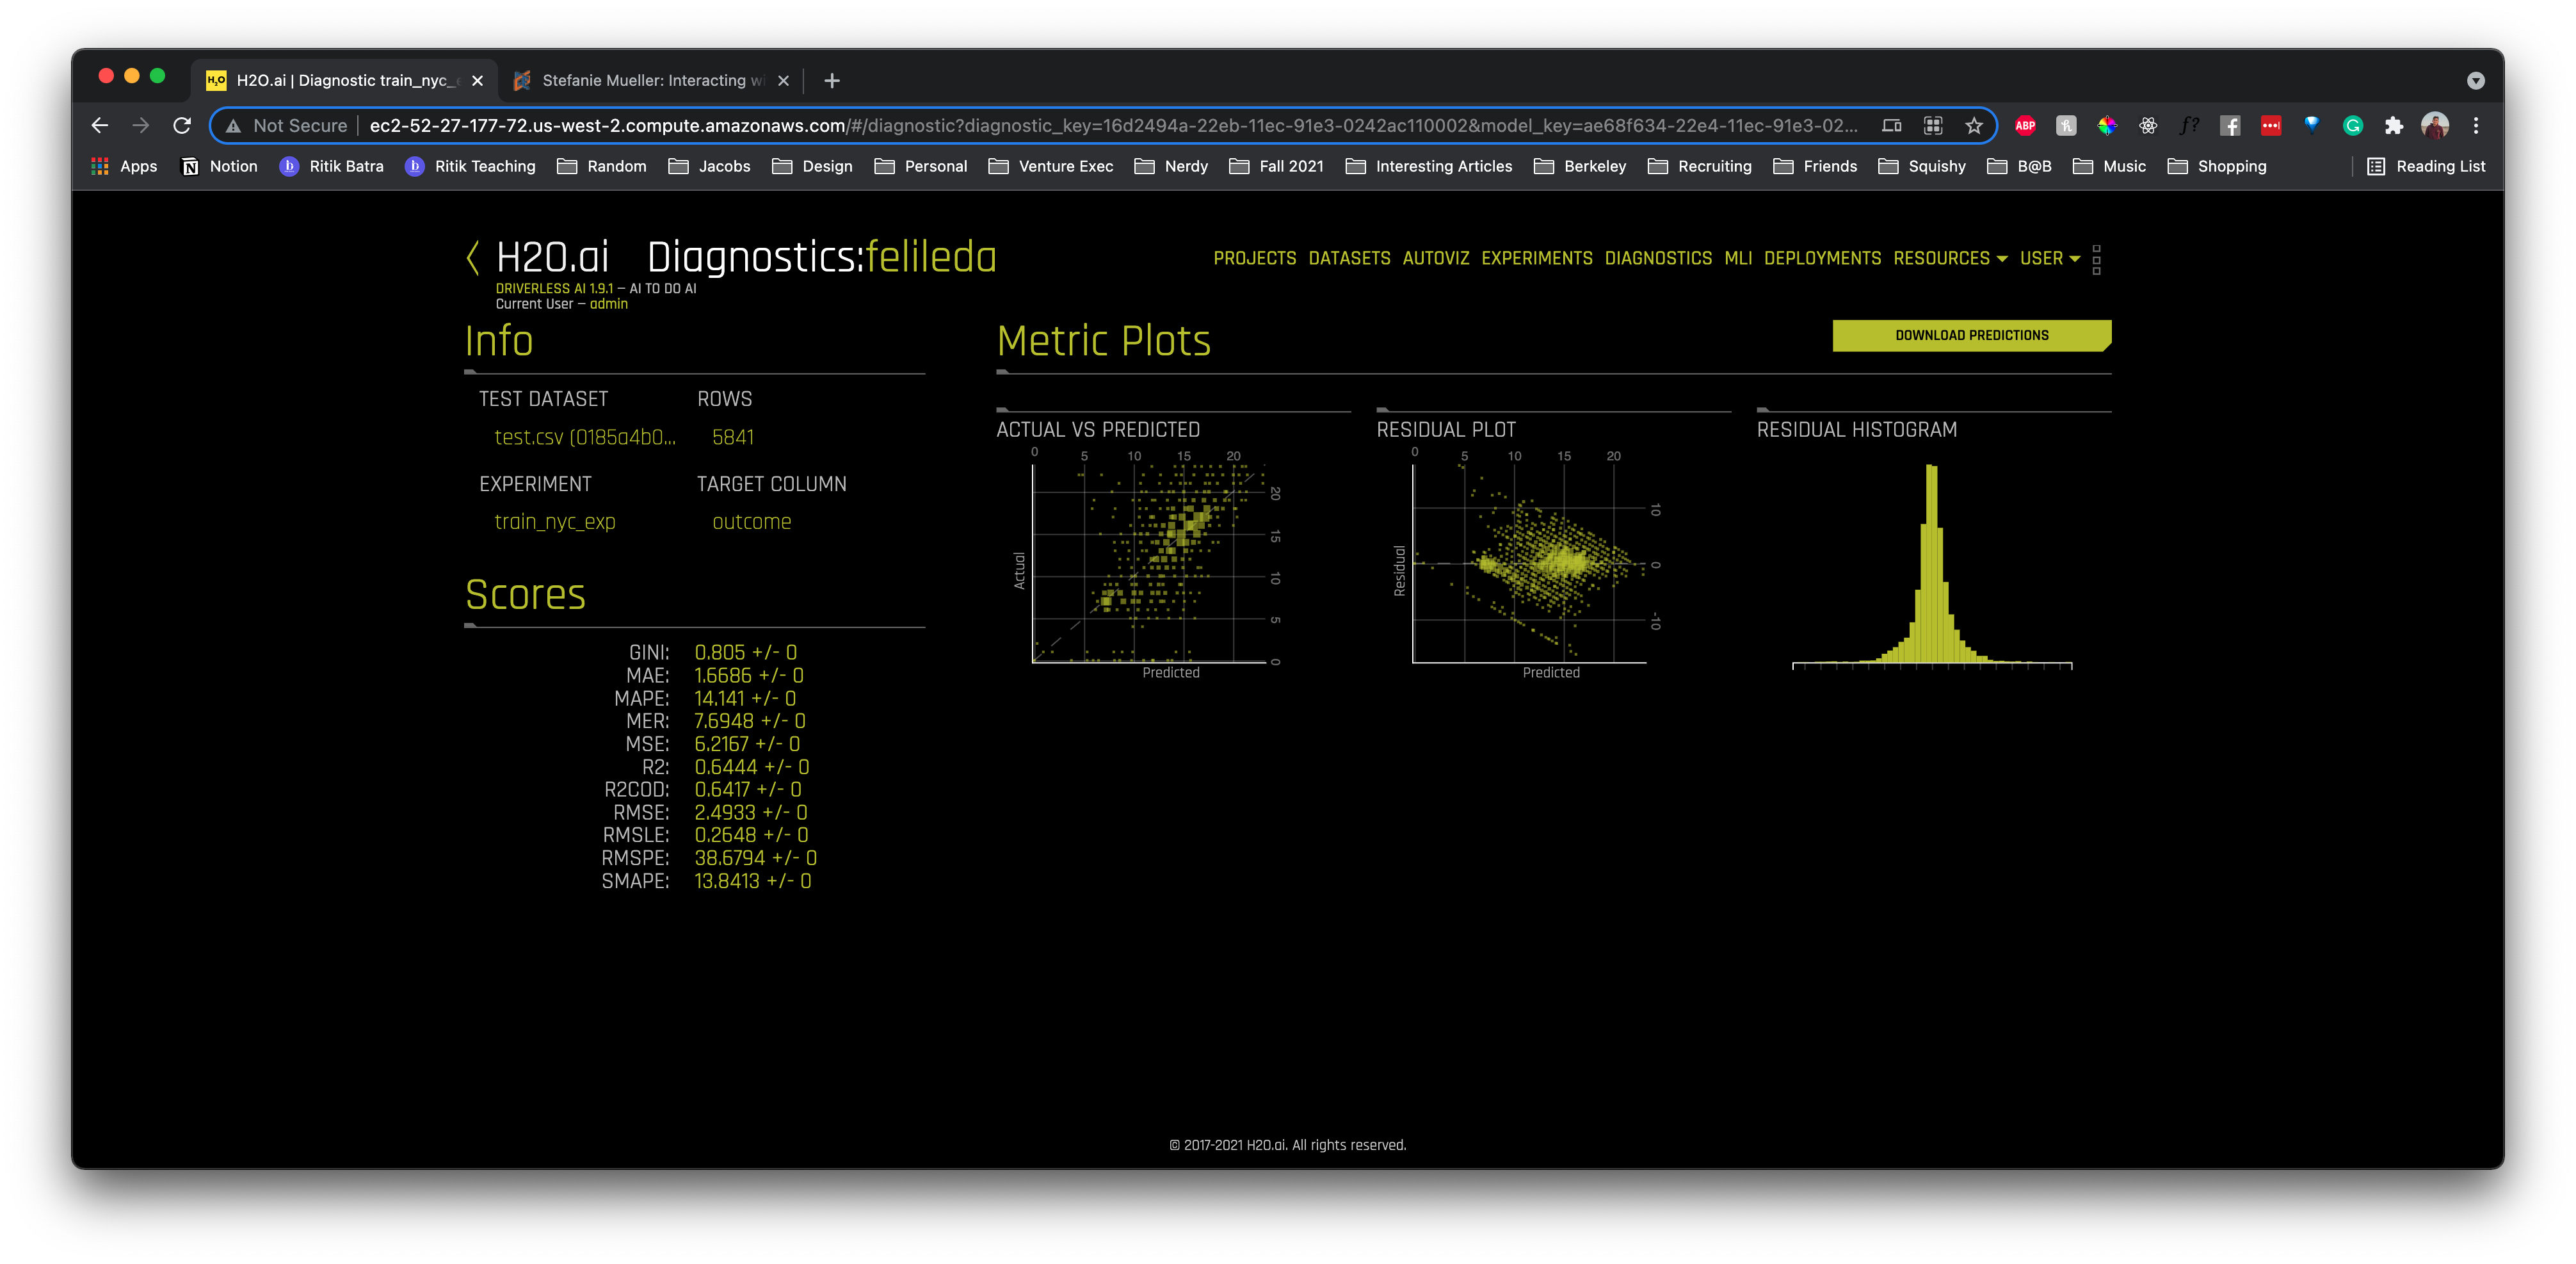 H2O.ai | Diagnostic train_nyc_
Stefanie Mueller: Interacting wi
Not Secure | ec2-52-27-177-72.us-west-2.compute.amazonaws.com/#/diagnostic?diagnostic_key=16d2494a-22eb-11ec-91e3-0242ac110002&model_key=ae68f634-22e4-11ec-91e3-02...
ABP
Apps Notion Ritik Batra Ritik Teaching Random Jacobs Design Personal Venture Exec Nerdy Fall 2021 Interesting Articles Berkeley Recruiting Friends Squishy B@B Music Shopping Reading List
H2O.ai Diagnostics:felileda
PROJECTS DATASETS AUTOVIZ EXPERIMENTS DIAGNOSTICS MLI DEPLOYMENTS RESOURCES USER
DRIVERLESS AI 1.9.1 – AI TO DO AI
Current User – admin
Info
TEST DATASET ROWS
test.csv (0185a4b0... 5841
EXPERIMENT TARGET COLUMN
train_nyc_exp outcome
Scores
GINI: 0.805 +/- 0
MAE: 1.6686 +/- 0
MAPE: 14.141 +/- 0
MER: 7.6948 +/- 0
MSE: 6.2167 +/- 0
R2: 0.6444 +/- 0
R2COD: 0.6417 +/- 0
RMSE: 2.4933 +/- 0
RMSLE: 0.2648 +/- 0
RMSPE: 38.6794 +/- 0
SMAPE: 13.8413 +/- 0
Metric Plots
DOWNLOAD PREDICTIONS
ACTUAL VS PREDICTED
0 5 10 15 20
20
15
10
5
0
Actual
Predicted
RESIDUAL PLOT
0 5 10 15 20
10
0
-10
Residual
Predicted
RESIDUAL HISTOGRAM
© 2017-2021 H2O.ai. All rights reserved.